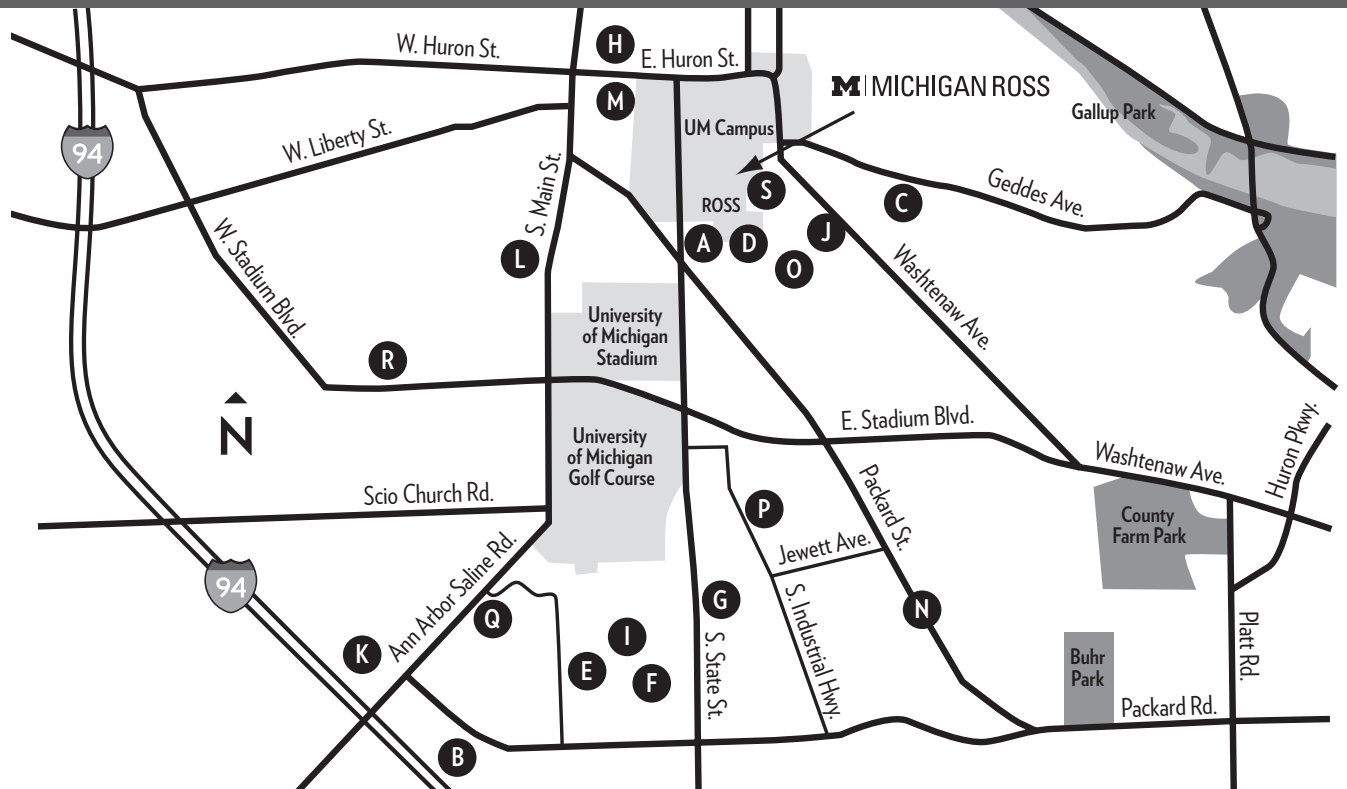 W. Huron St.
H
E. Huron St.
M | MICHIGAN ROSS
M
Gallup Park
UM Campus
94
W. Liberty St.
S. Main St.
S
Geddes Ave.
C
ROSS
J
W. Stadium Blvd.
L
A
D
O
Washtenaw Ave.
University
of Michigan
Stadium
R
N
E. Stadium Blvd.
University
of Michigan
Golf Course
Washtenaw Ave.
Huron Pkwy.
Scio Church Rd.
P
Packard St.
County
Farm Park
Jewett Ave.
94
Ann Arbor Saline Rd.
Q
G
S. Industrial Hwy.
N
K
I
E
F
S. State St.
Buhr
Park
Platt Rd.
Packard Rd.
B